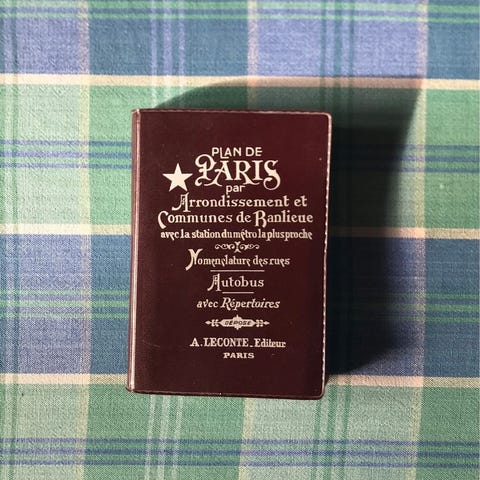 PLAN DE
PARIS
par
Arrondissement et
Communes de Banlieue
avec la station du métro la plus proche
Nomenclature des rues
Autobus
avec Répertoires
DÉPOSÉ
A. LECONTE, Editeur
PARIS